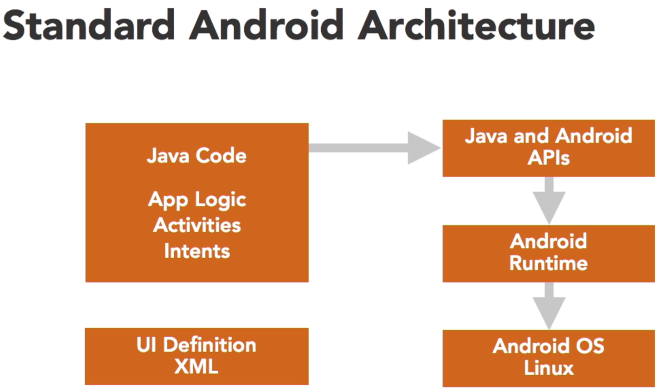 Standard Android Architecture
Java Code
App Logic
Activities
Intents
UI Definition
XML
Java and Android
APIs
Android
Runtime
Android OS
Linux